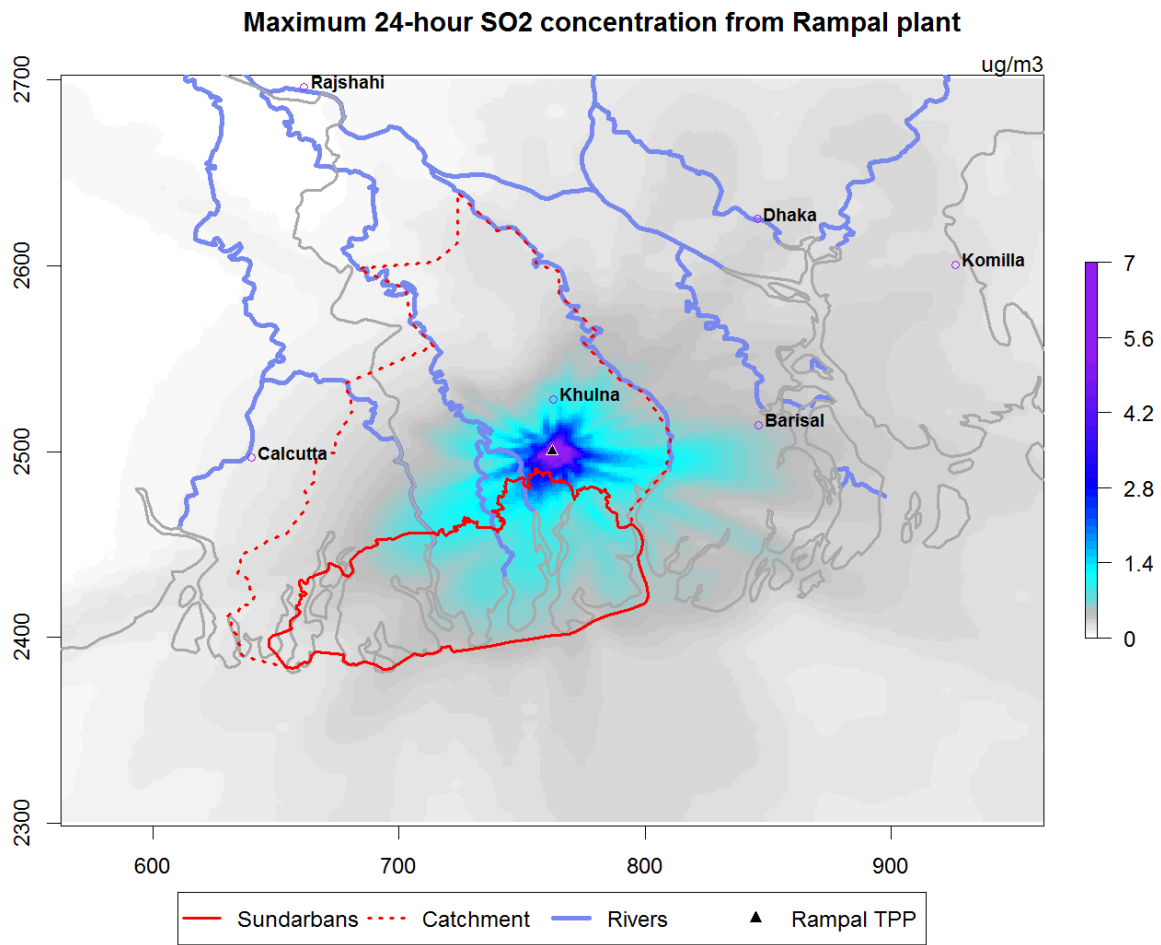 Maximum 24-hour SO2 concentration from Rampal plant
ug/m3
2700
Rajshahi
Dhaka
2600
Komilla
7
5.6
Khulna
4.2
Barisal
2500
Calcutta
2.8
1.4
2400
0
2300
600 700 800 900
Sundarbans Catchment Rivers Rampal TPP